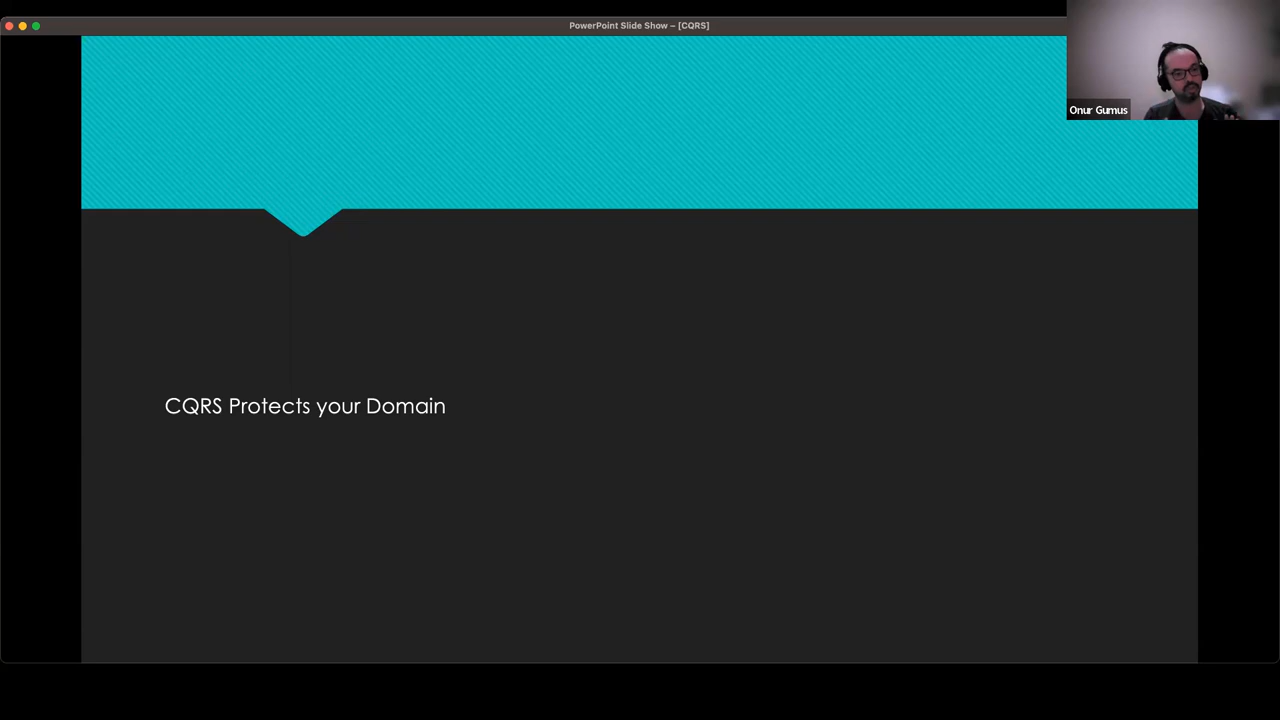 PowerPoint Slide Show – [CQRS]
Onur Gumus
CQRS Protects your Domain